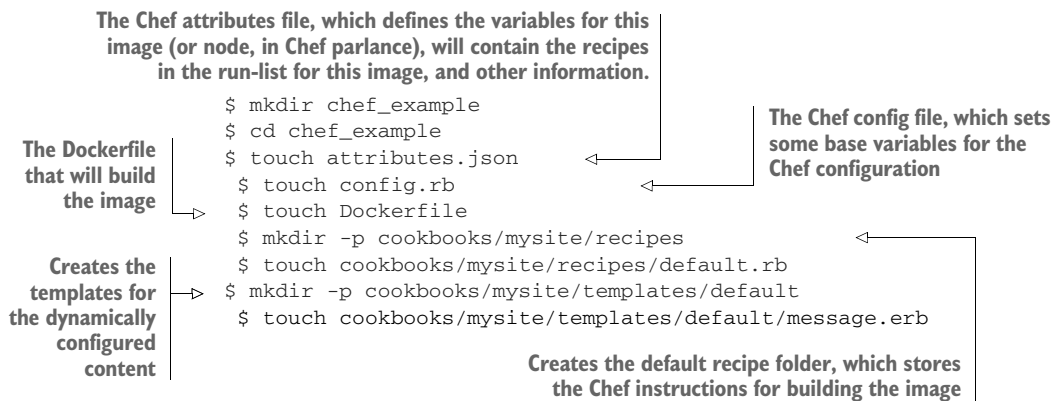 The Chef attributes file, which defines the variables for this
image (or node, in Chef parlance), will contain the recipes
in the run-list for this image, and other information.
$ mkdir chef_example
$ cd chef_example
$ touch attributes.json
The Chef config file, which sets
some base variables for the
Chef configuration
$ touch config.rb
The Dockerfile
that will build
the image
$ touch Dockerfile
$ mkdir -p cookbooks/mysite/recipes
$ touch cookbooks/mysite/recipes/default.rb
Creates the
templates for
the dynamically
configured
content
$ mkdir -p cookbooks/mysite/templates/default
$ touch cookbooks/mysite/templates/default/message.erb
Creates the default recipe folder, which stores
the Chef instructions for building the image